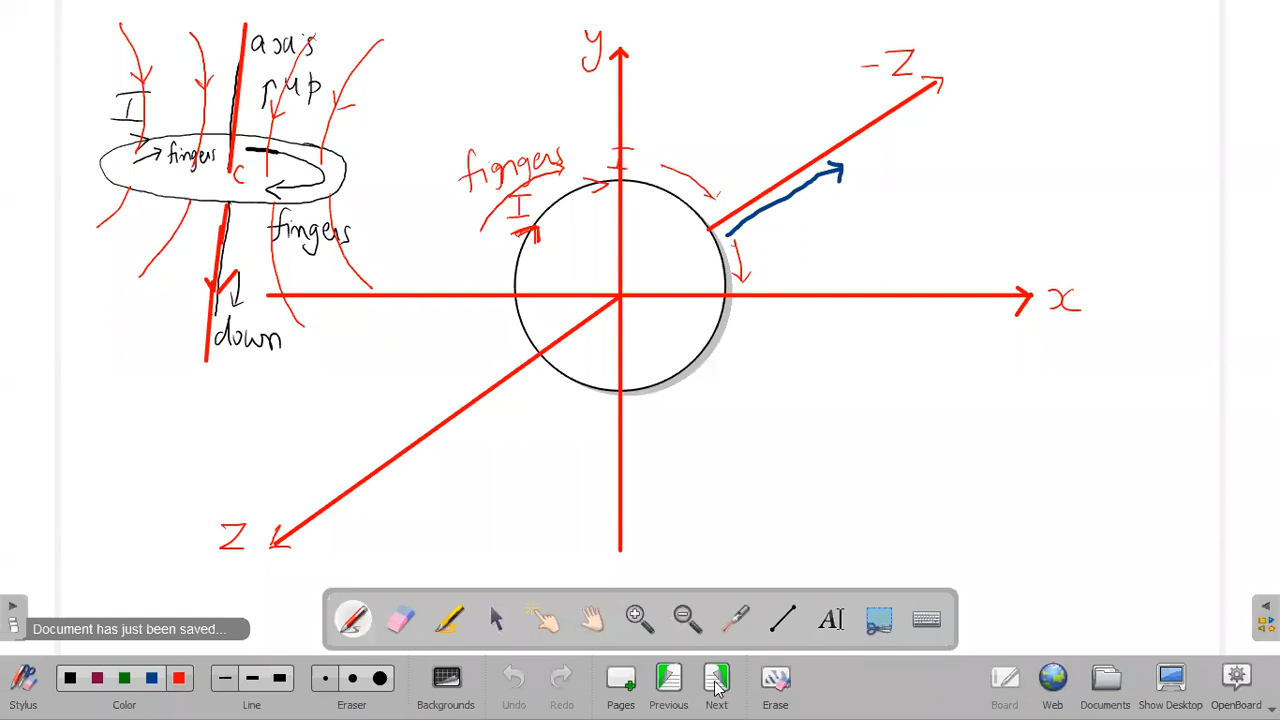 axis
up
I
fingers
C
fingers
down
y
-Z
fingers
I
I
x
Z
Document has just been saved...
Stylus
Color
Line
Eraser
Backgrounds
Undo
Redo
Pages
Previous
Next
Erase
Board
Web
Documents
Show Desktop
OpenBoard